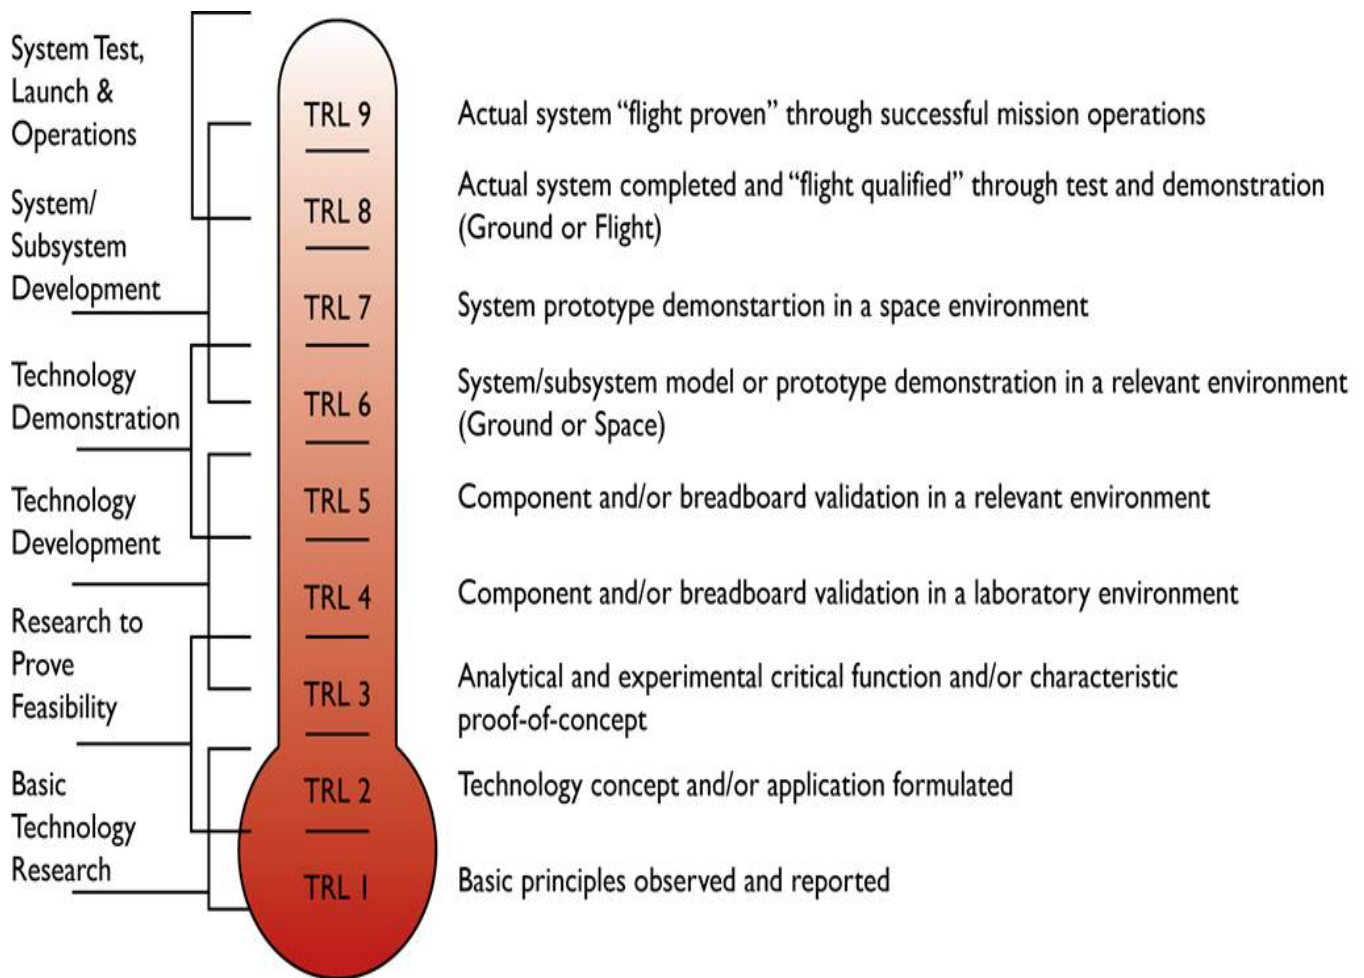 System Test,
Launch &
Operations
System/
Subsystem
Development
Technology
Demonstration
Technology
Development
Research to
Prove
Feasibility
Basic
Technology
Research
TRL 9
TRL 8
TRL 7
TRL 6
TRL 5
TRL 4
TRL 3
TRL 2
TRL 1
Actual system “flight proven” through successful mission operations
Actual system completed and “flight qualified” through test and demonstration
(Ground or Flight)
System prototype demonstartion in a space environment
System/subsystem model or prototype demonstration in a relevant environment
(Ground or Space)
Component and/or breadboard validation in a relevant environment
Component and/or breadboard validation in a laboratory environment
Analytical and experimental critical function and/or characteristic
proof-of-concept
Technology concept and/or application formulated
Basic principles observed and reported